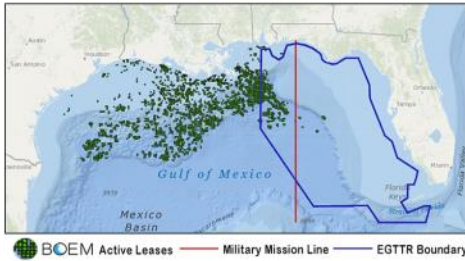 Austin
Houston
San Antonio
Orlando
Tampa
Gulf of Mexico
Miami
Florida
Keys
Mexico
Basin
BOEM Active Leases Military Mission Line EGTTR Boundary